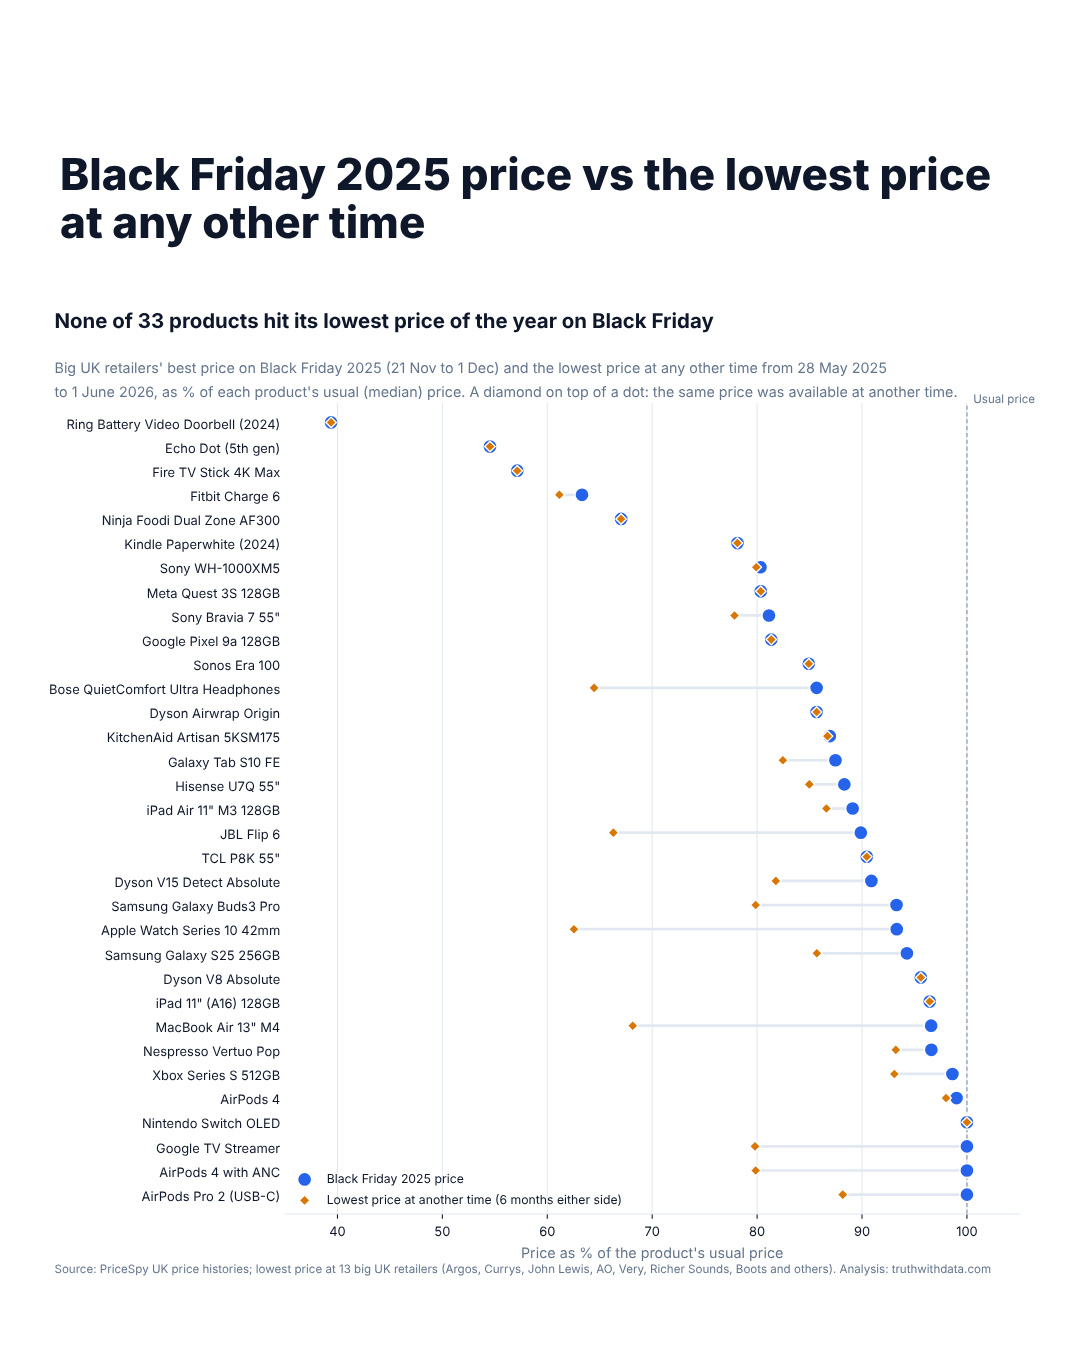 Black Friday 2025 price vs the lowest price
at any other time
None of 33 products hit its lowest price of the year on Black Friday
Big UK retailers' best price on Black Friday 2025 (21 Nov to 1 Dec) and the lowest price at any other time from 28 May 2025
to 1 June 2026, as % of each product's usual (median) price. A diamond on top of a dot: the same price was available at another time.
Usual price
Ring Battery Video Doorbell (2024)
Echo Dot (5th gen)
Fire TV Stick 4K Max
Fitbit Charge 6
Ninja Foodi Dual Zone AF300
Kindle Paperwhite (2024)
Sony WH-1000XM5
Meta Quest 3S 128GB
Sony Bravia 7 55"
Google Pixel 9a 128GB
Sonos Era 100
Bose QuietComfort Ultra Headphones
Dyson Airwrap Origin
KitchenAid Artisan 5KSM175
Galaxy Tab S10 FE
Hisense U7Q 55"
iPad Air 11" M3 128GB
JBL Flip 6
TCL P8K 55"
Dyson V15 Detect Absolute
Samsung Galaxy Buds3 Pro
Apple Watch Series 10 42mm
Samsung Galaxy S25 256GB
Dyson V8 Absolute
iPad 11" (A16) 128GB
MacBook Air 13" M4
Nespresso Vertuo Pop
Xbox Series S 512GB
AirPods 4
Nintendo Switch OLED
Google TV Streamer
AirPods 4 with ANC
AirPods Pro 2 (USB-C)
Black Friday 2025 price
Lowest price at another time (6 months either side)
40 50 60 70 80 90 100
Price as % of the product's usual price
Source: PriceSpy UK price histories; lowest price at 13 big UK retailers (Argos, Currys, John Lewis, AO, Very, Richer Sounds, Boots and others). Analysis: truthwithdata.com